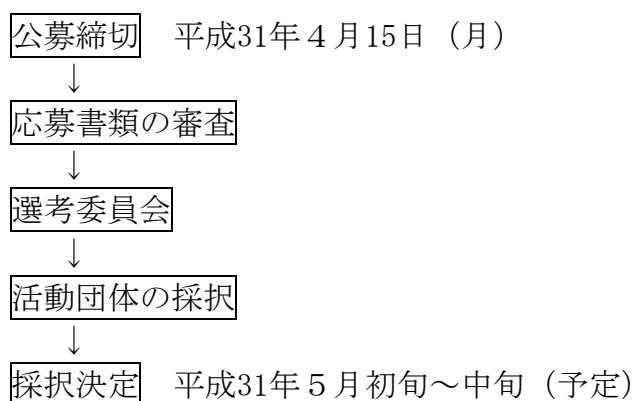 公募締切　平成31年４月15日（月）
↓
応募書類の審査
↓
選考委員会
↓
活動団体の採択
↓
採択決定　平成31年５月初旬～中旬（予定）